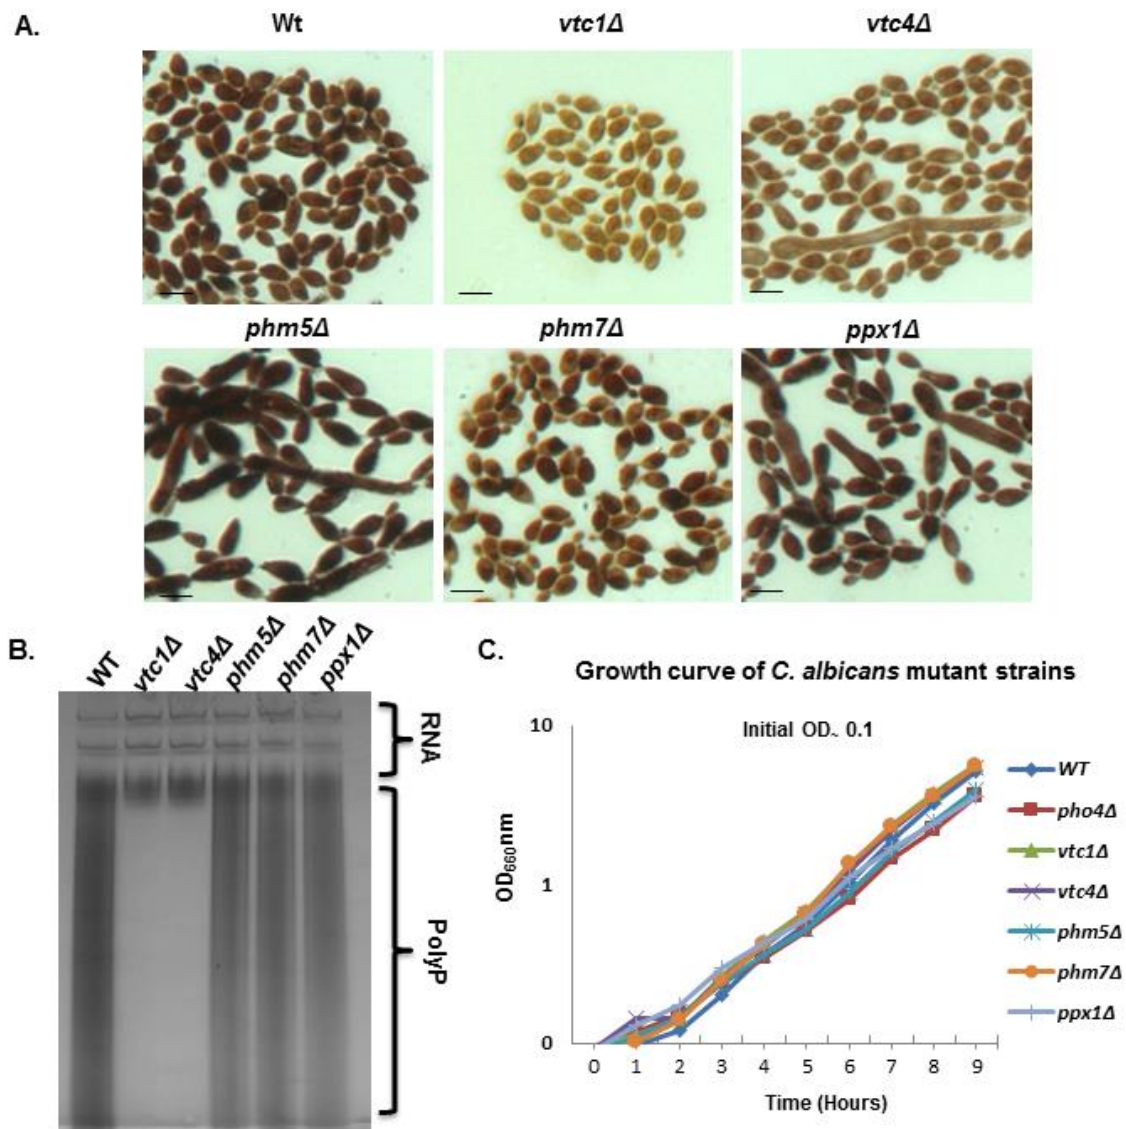 A.
Wt
vtc1Δ
vtc4Δ
phm5Δ
phm7Δ
ppx1Δ
B.
WT
vtc1Δ
vtc4Δ
phm5Δ
phm7Δ
ppx1Δ
RNA
PolyP
C.
Growth curve of C. albicans mutant strains
Initial OD~ 0.1
10
1
0
OD660nm
0 1 2 3 4 5 6 7 8 9
Time (Hours)
WT
pho4Δ
vtc1Δ
vtc4Δ
phm5Δ
phm7Δ
ppx1Δ